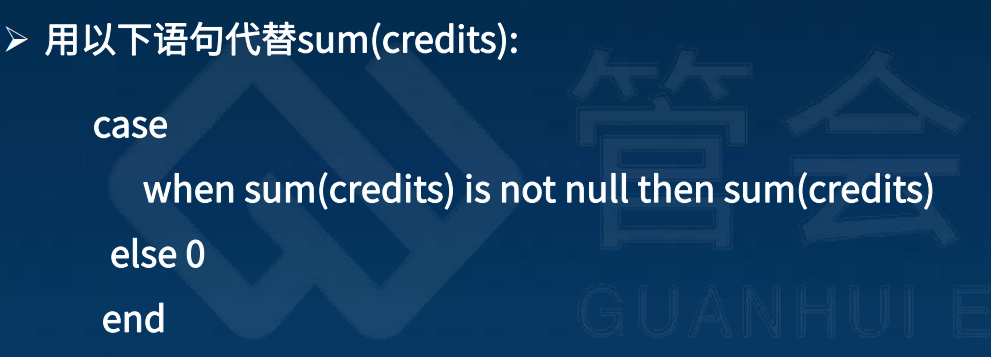 ➢ 用以下语句代替sum(credits):
case
when sum(credits) is not null then sum(credits)
else 0
end
管会
GUANHUI E